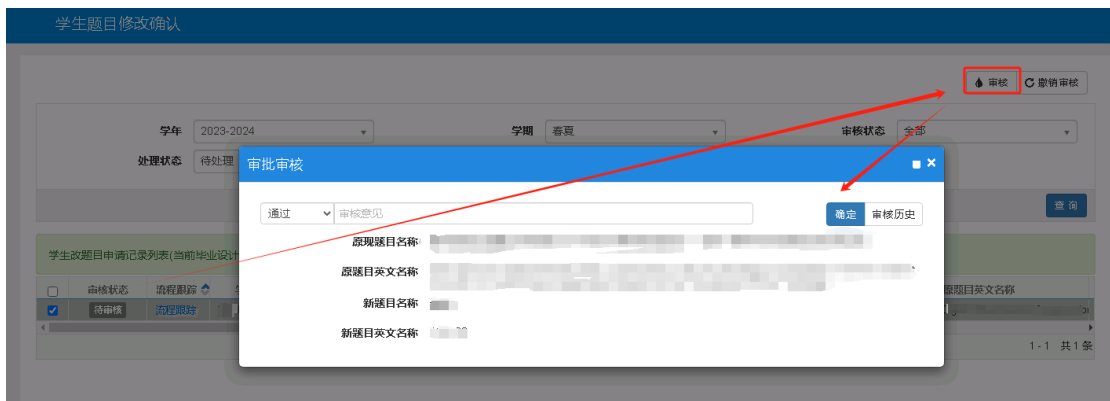 学生题目修改确认
审核 撤销审核
学年 2023-2024 学期 春夏 审核状态 全部
处理状态 待处理
审批审核
查询
通过 审核意见 确定 审核历史
原现题目名称
原题目英文名称
新题目名称
新题目英文名称
学生改题目申请记录列表(当前毕业设计
审核状态 流程跟踪 原题目英文名称
待审核 流程跟踪
1-1 共1条